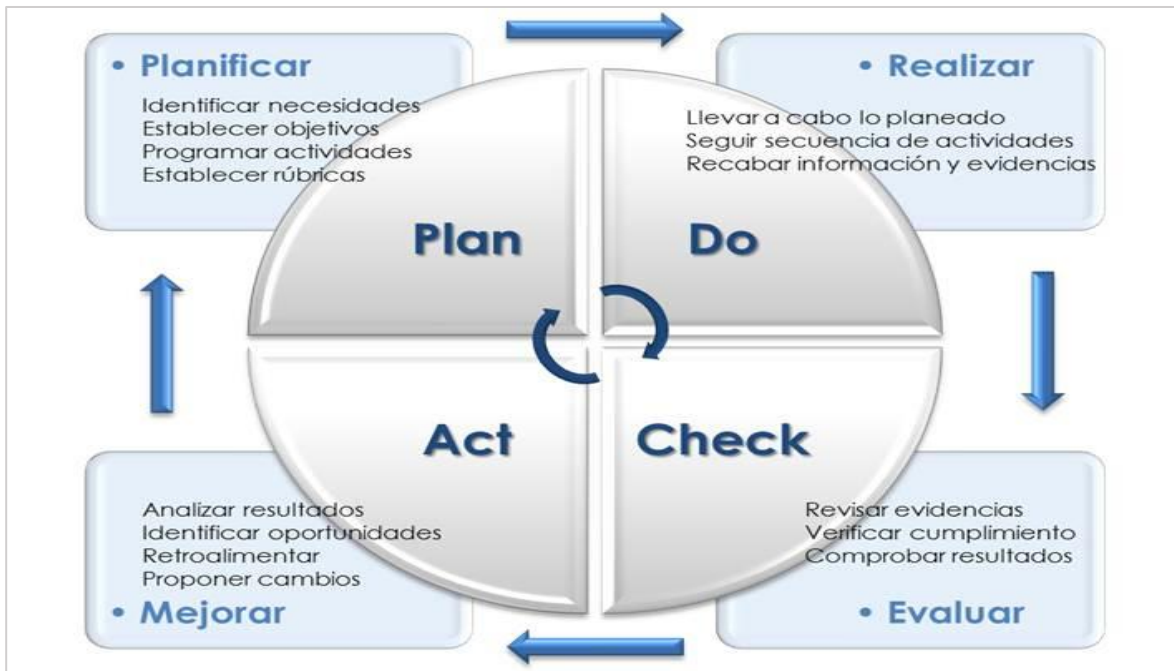 • Planificar
Identificar necesidades
Establecer objetivos
Programar actividades
Establecer rúbricas
• Realizar
Llevar a cabo lo planeado
Seguir secuencia de actividades
Recabar información y evidencias
Plan
Do
Act
Check
Analizar resultados
Identificar oportunidades
Retroalimentar
Proponer cambios
• Mejorar
Revisar evidencias
Verificar cumplimiento
Comprobar resultados
• Evaluar